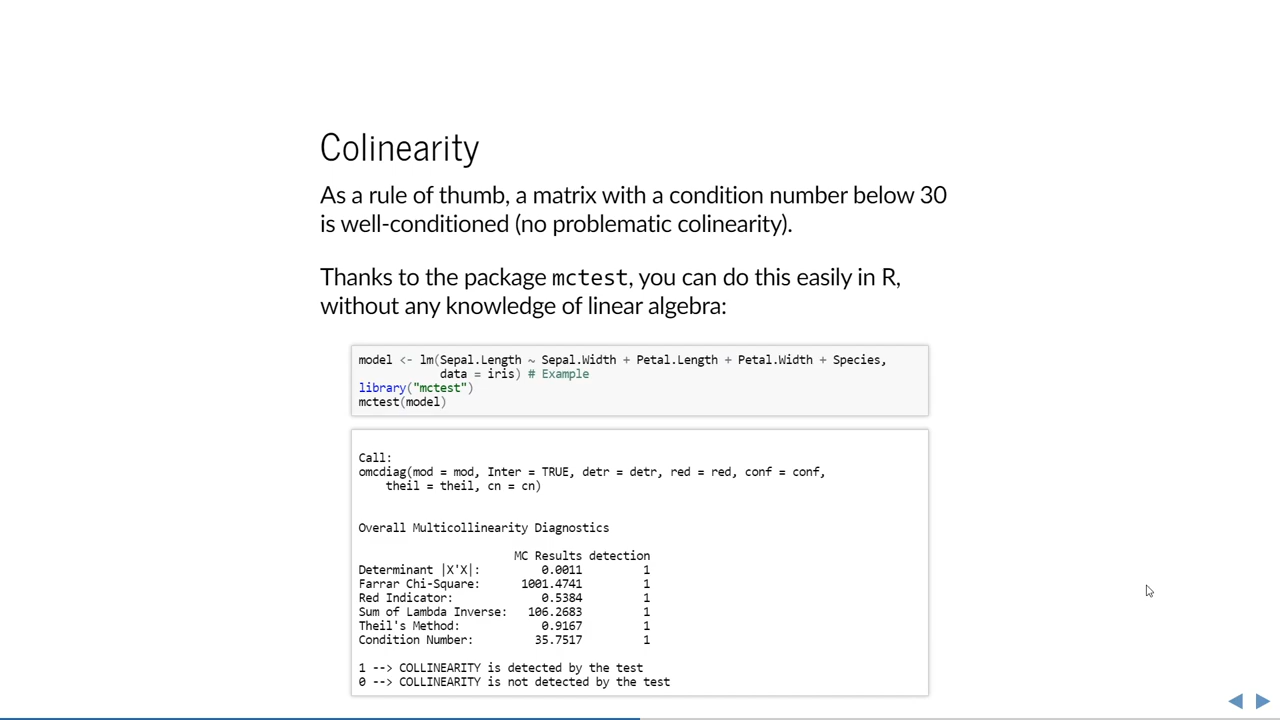 Colinearity
As a rule of thumb, a matrix with a condition number below 30
is well-conditioned (no problematic colinearity).
Thanks to the package mctest, you can do this easily in R,
without any knowledge of linear algebra:
model <- lm(Sepal.Length ~ Sepal.Width + Petal.Length + Petal.Width + Species,
            data = iris) # Example
library("mctest")
mctest(model)
Call:
omcdiag(mod = mod, Inter = TRUE, detr = detr, red = red, conf = conf,
    theil = theil, cn = cn)
Overall Multicollinearity Diagnostics
                       MC Results detection
Determinant |X'X|:         0.0011         1
Farrar Chi-Square:      1001.4741         1
Red Indicator:             0.5384         1
Sum of Lambda Inverse:   106.2683         1
Theil's Method:            0.9167         1
Condition Number:         35.7517         1
1 --> COLLINEARITY is detected by the test
0 --> COLLINEARITY is not detected by the test